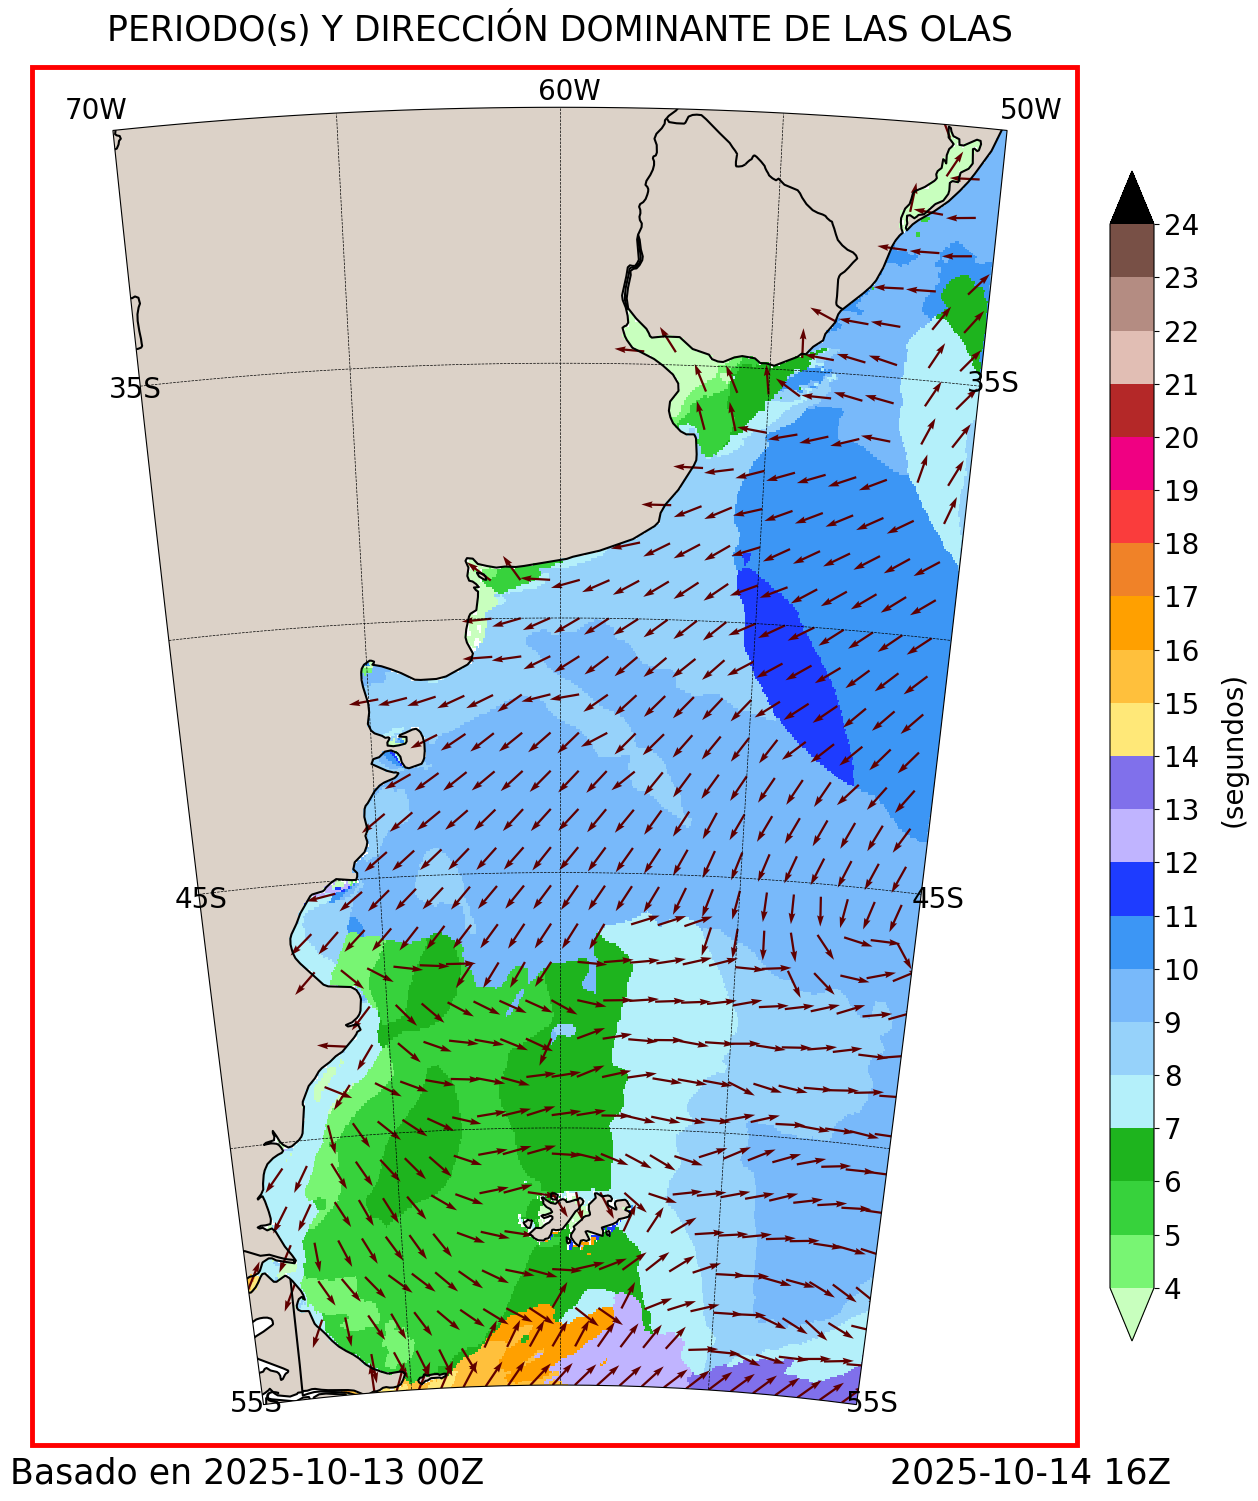 PERIODO(s) Y DIRECCIÓN DOMINANTE DE LAS OLAS
70W
60W
50W
35S
35S
45S
45S
55S
55S
24
23
22
21
20
19
18
17
16
15
14
13
12
11
10
9
8
7
6
5
4
(segundos)
Basado en 2025-10-13 00Z
2025-10-14 16Z